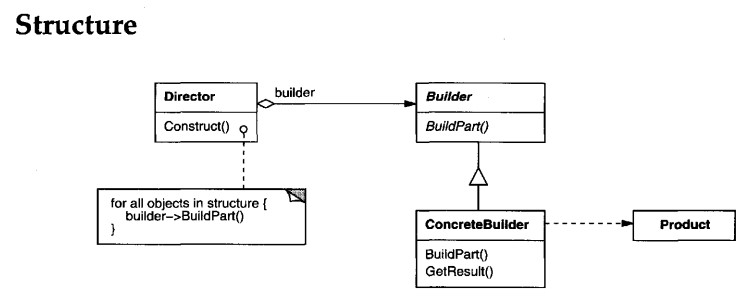 Structure
Director
builder
Builder
Construct()
BuildPart()
for all objects in structure {
builder->BuildPart()
}
ConcreteBuilder
Product
BuildPart()
GetResult()